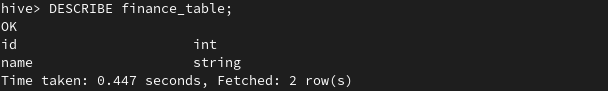 hive> DESCRIBE finance_table;
OK
id                      int
name                    string
Time taken: 0.447 seconds, Fetched: 2 row(s)